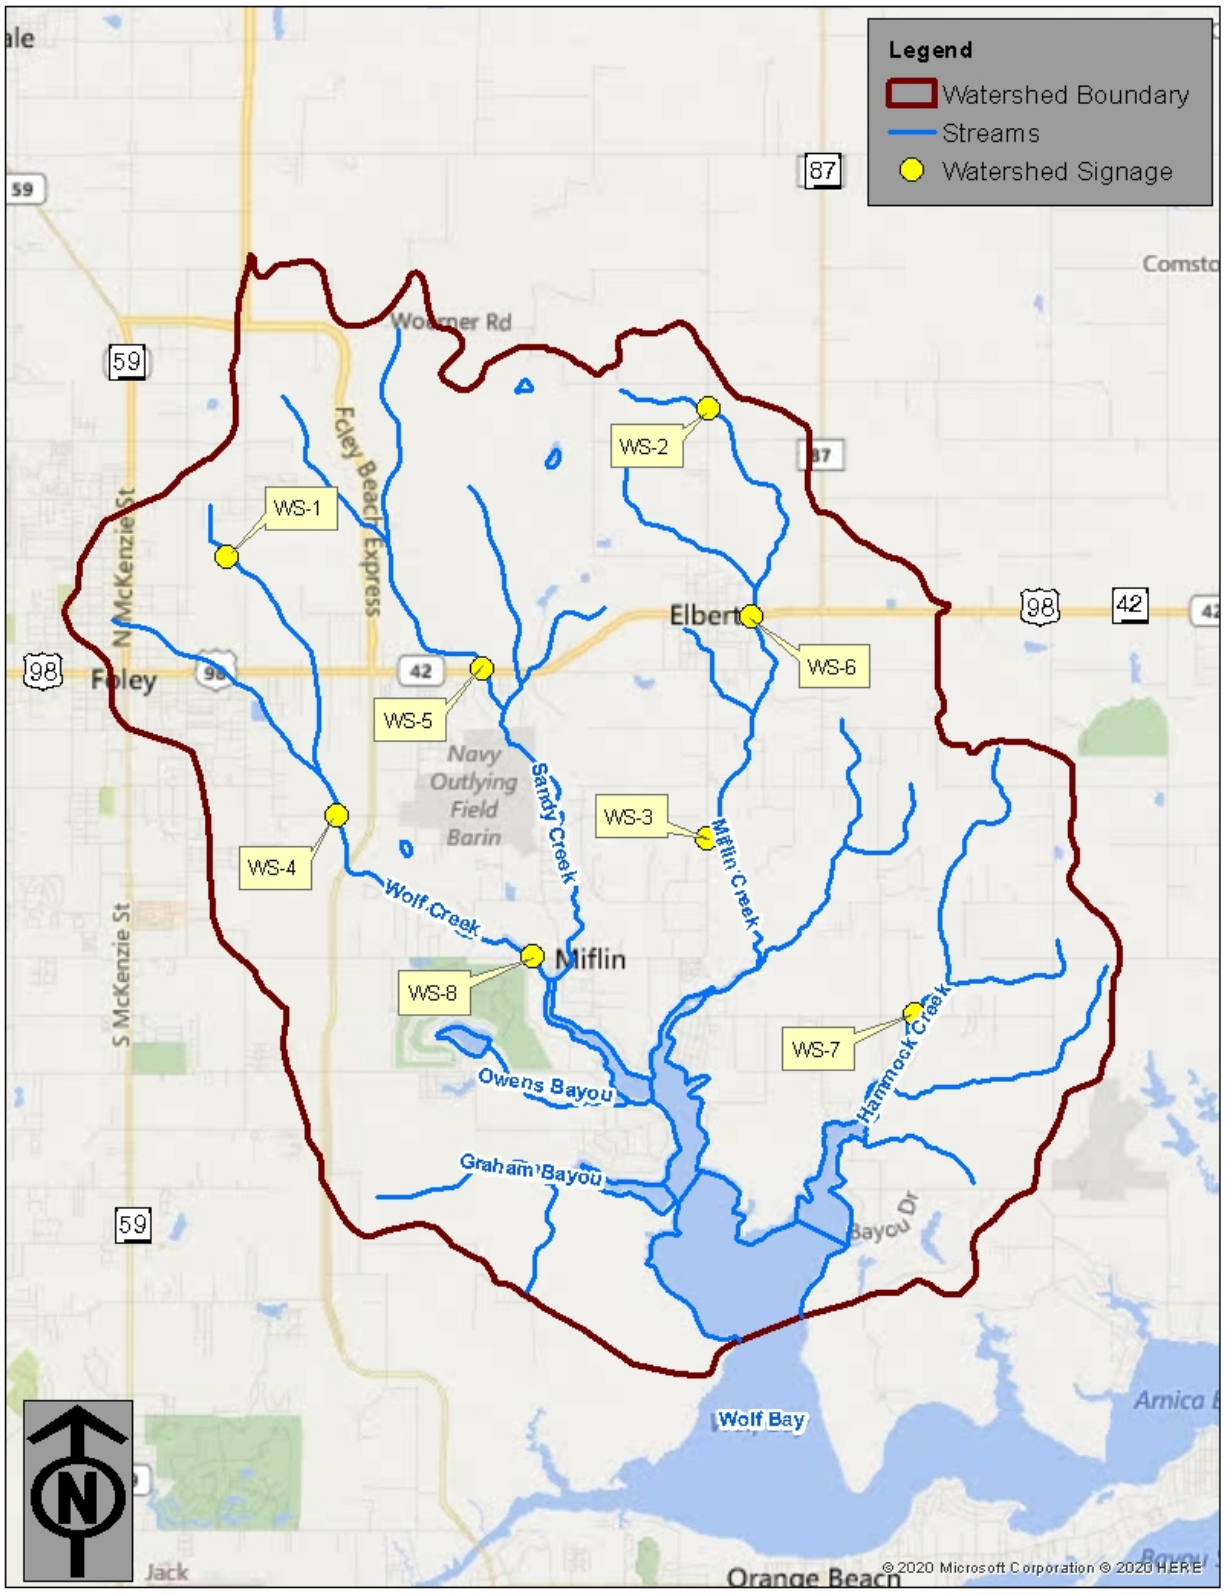 ale
Legend
Watershed Boundary
Streams
Watershed Signage
87
59
Comsto
Woerner Rd
59
Foley Beach Express
WS-2
87
N McKenzie St
WS-1
Elbert
98
42
42
98
Foley
98
42
WS-6
WS-5
Navy
Outlying
Field
Barin
Sandy Creek
WS-3
Miflin Creek
WS-4
Wolf Creek
S McKenzie St
Miflin
WS-8
WS-7
Hammock Creek
Owens Bayou
Graham Bayou
59
Bayou Dr
Wolf Bay
Arnica B
N
9
Jack
Orange Beach
© 2020 Microsoft Corporation © 2020 HERE